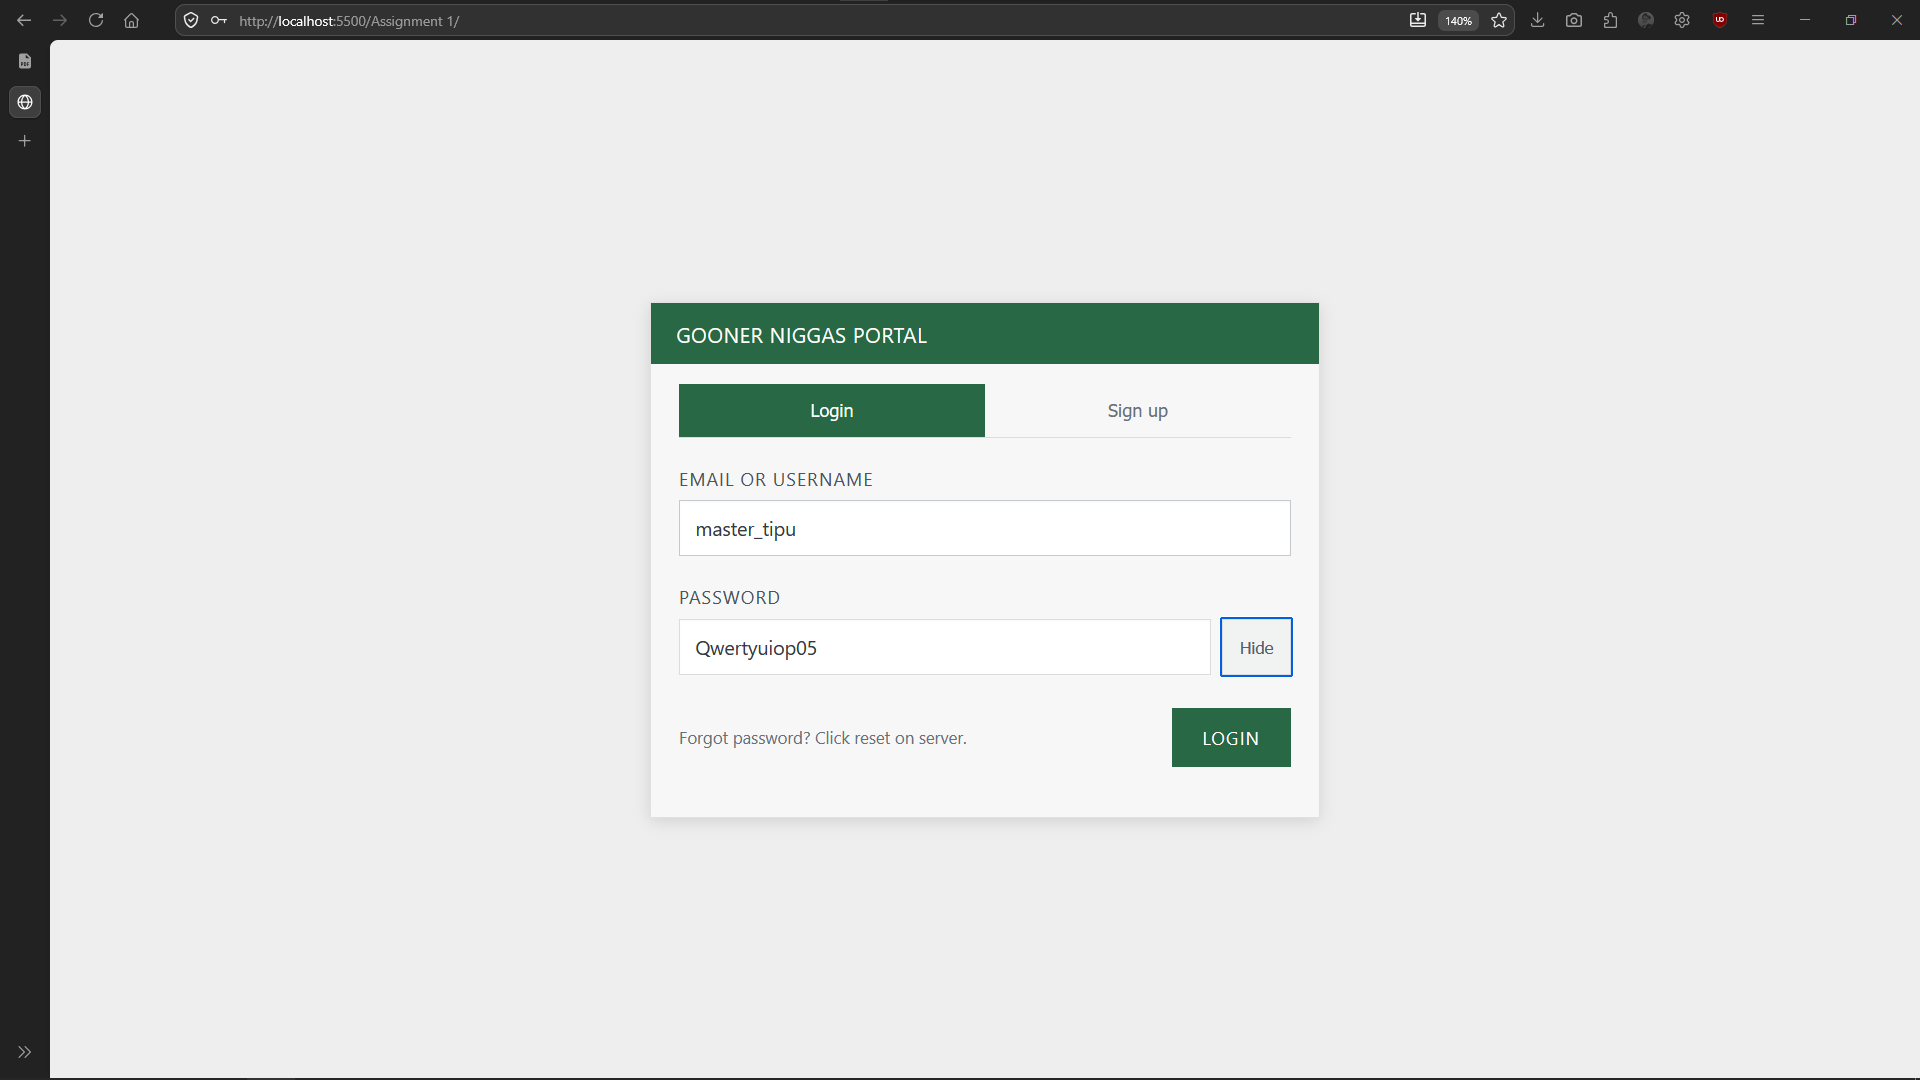 http://localhost:5500/Assignment 1/
140%
GOONER NIGGAS PORTAL
Login
Sign up
EMAIL OR USERNAME
master_tipu
PASSWORD
Qwertyuiop05
Hide
Forgot password? Click reset on server.
LOGIN